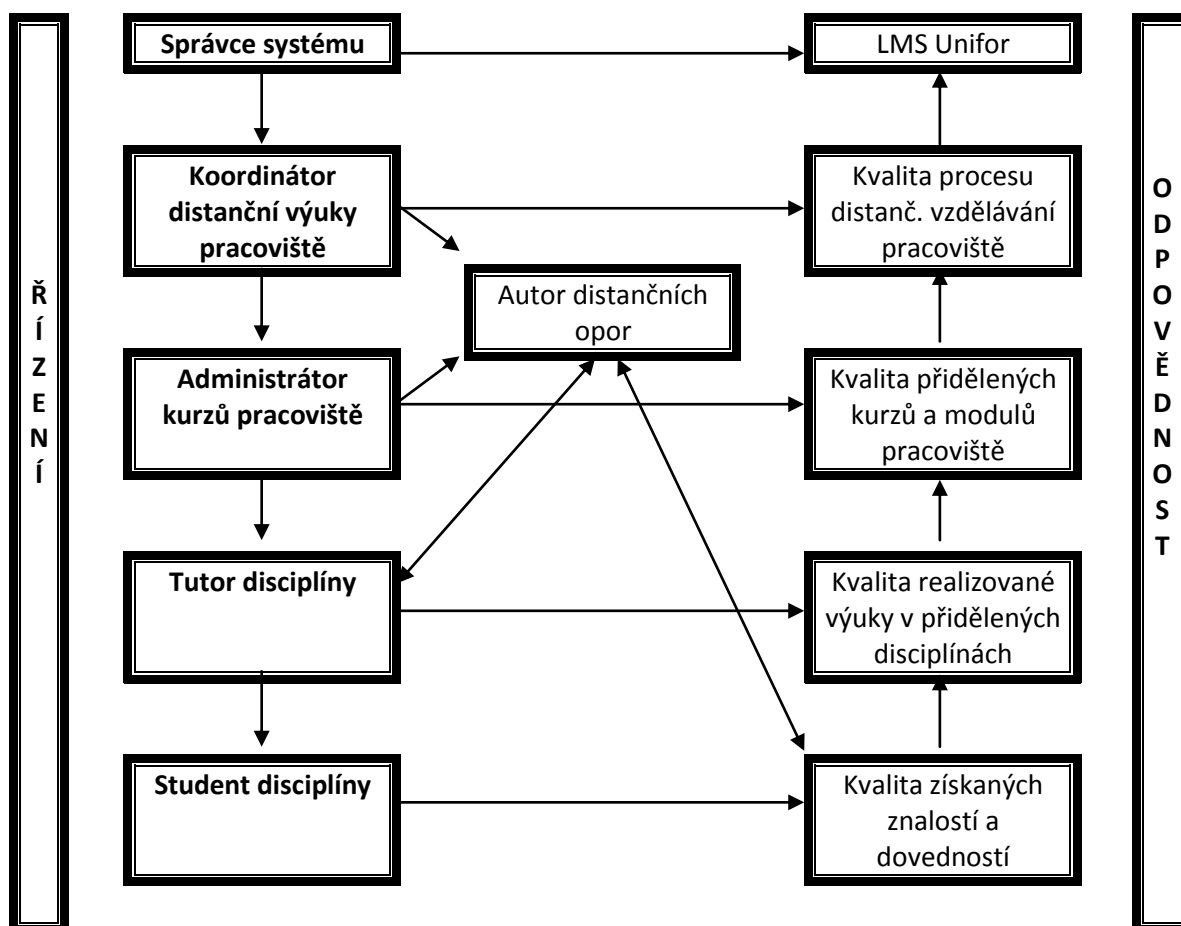 Správce systému
LMS Unifor
Koordinátor
distanční výuky
pracoviště
Kvalita procesu
distanč. vzdělávání
pracoviště
Autor distančních
opor
Administrátor
kurzů pracoviště
Kvalita přidělených
kurzů a modulů
pracoviště
Tutor disciplíny
Kvalita realizované
výuky v přidělených
disciplínách
Student disciplíny
Kvalita získaných
znalostí a
dovedností
Ř
Í
Z
E
N
Í
O
D
P
O
V
Ě
D
N
O
S
T